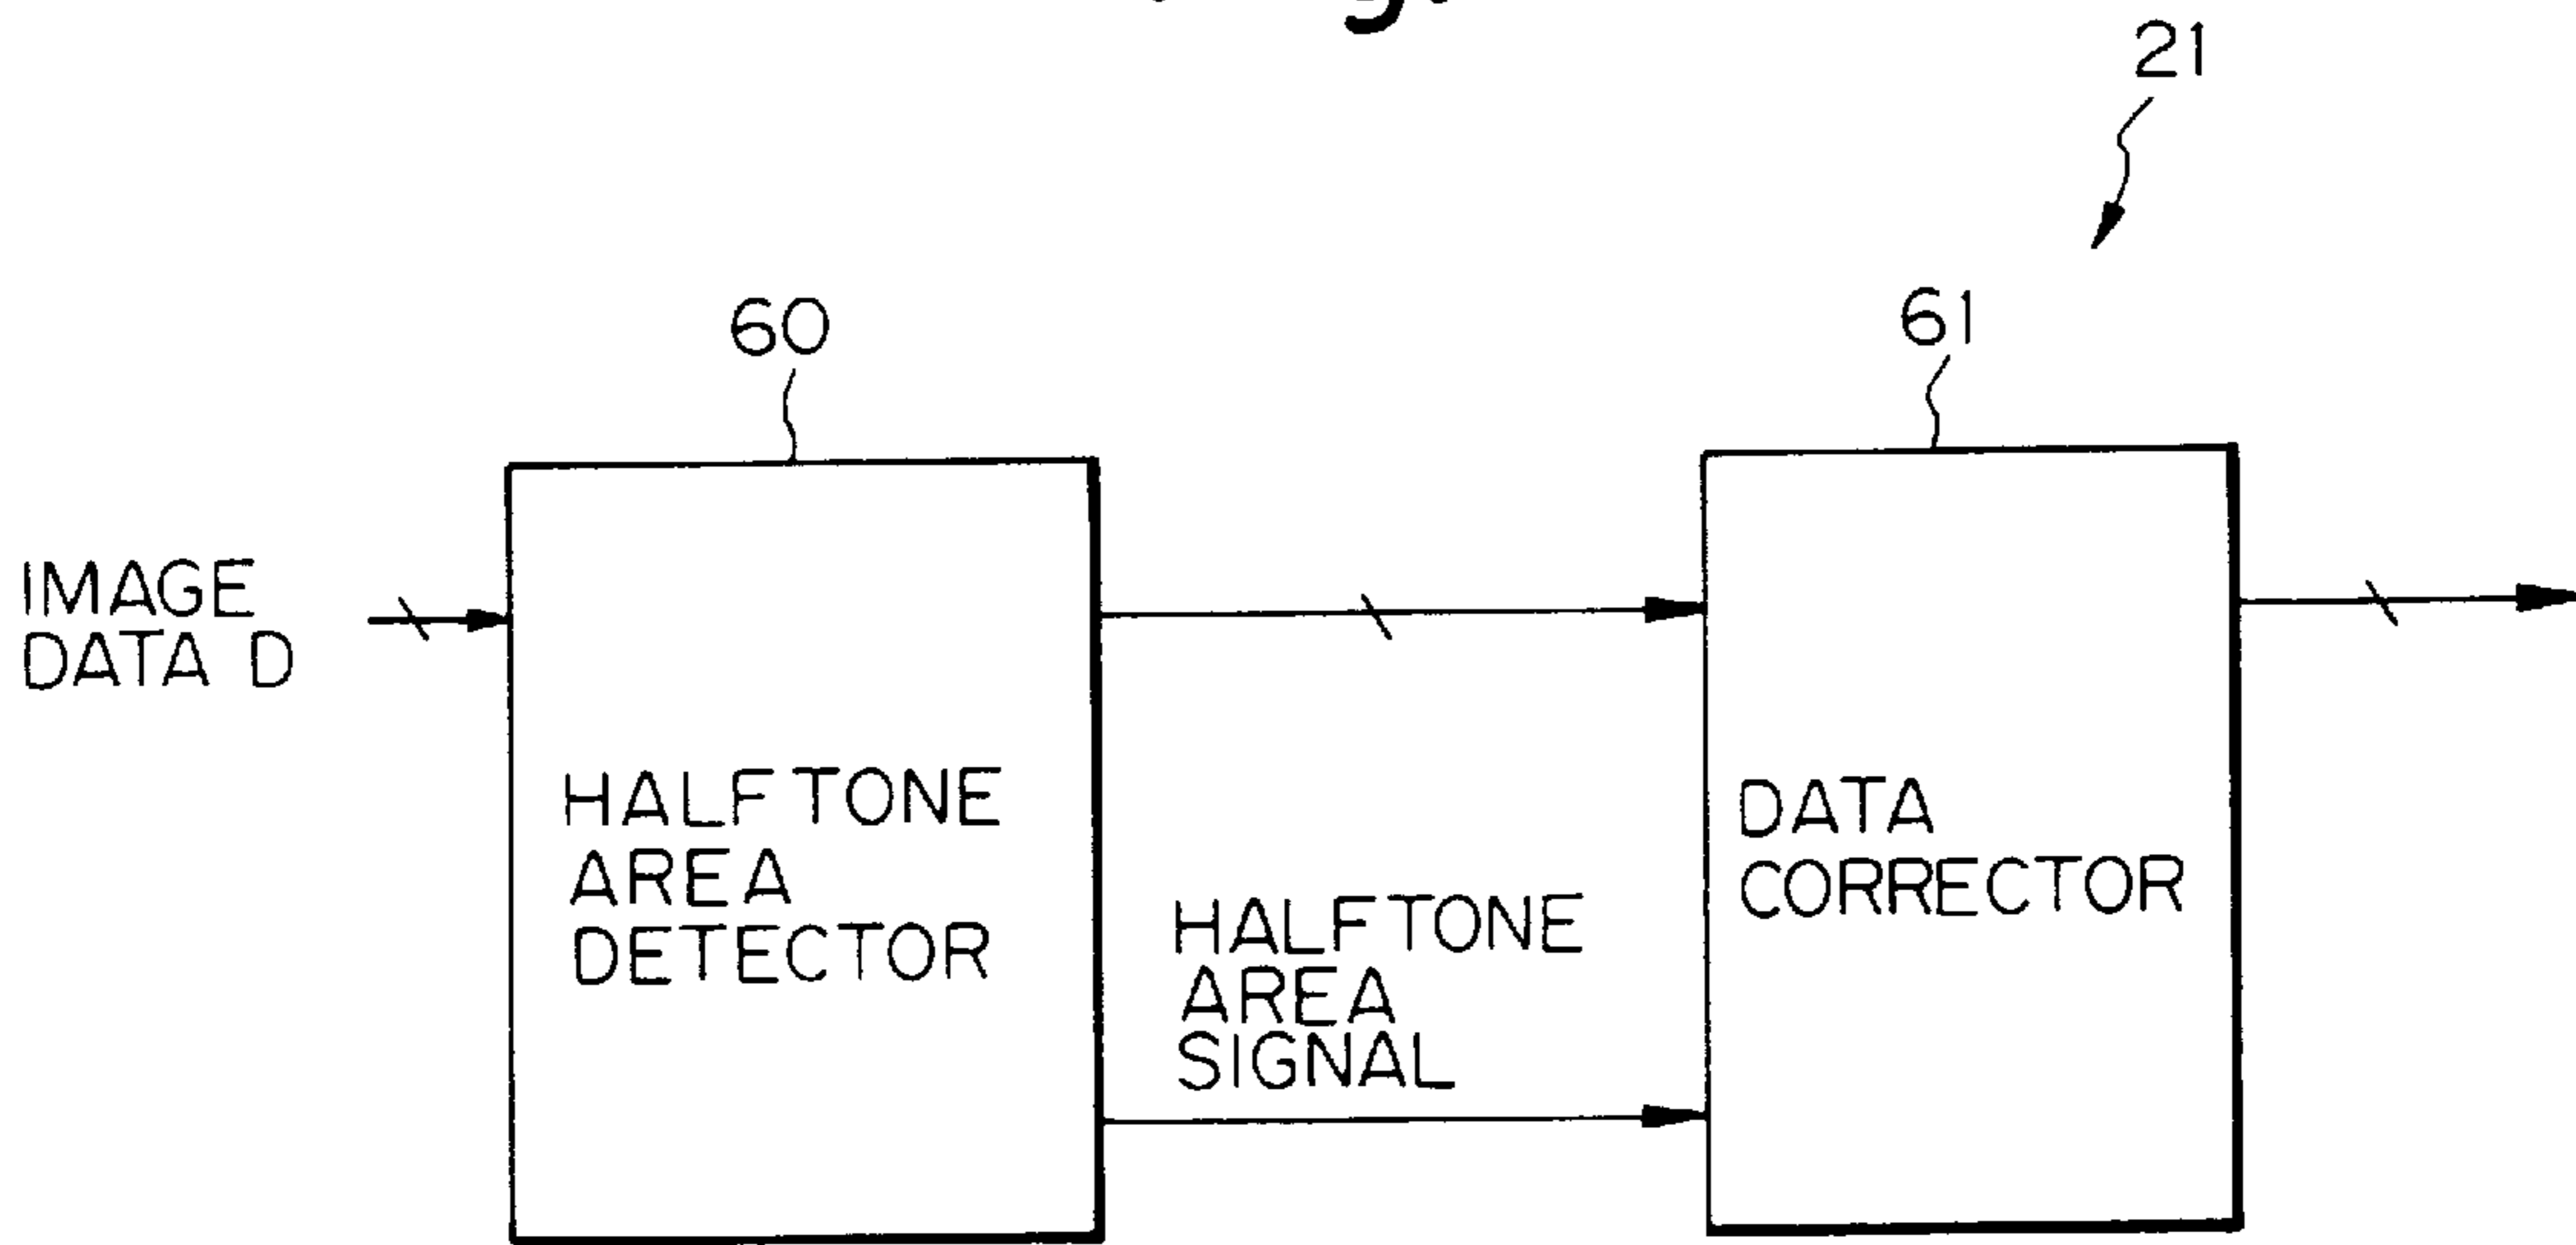 21
60
61
IMAGE
DATA D
HALFTONE
AREA
DETECTOR
HALFTONE
AREA
SIGNAL
DATA
CORRECTOR